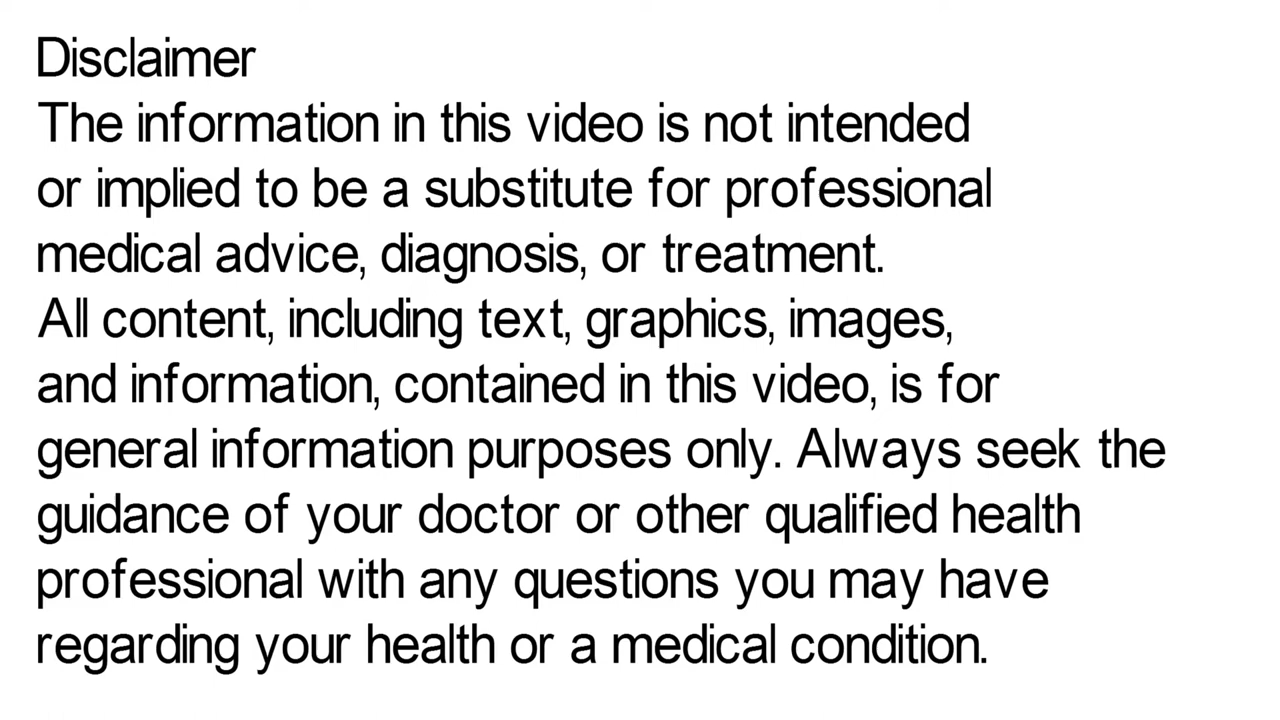 Disclaimer
The information in this video is not intended
or implied to be a substitute for professional
medical advice, diagnosis, or treatment.
All content, including text, graphics, images,
and information, contained in this video, is for
general information purposes only. Always seek the
guidance of your doctor or other qualified health
professional with any questions you may have
regarding your health or a medical condition.